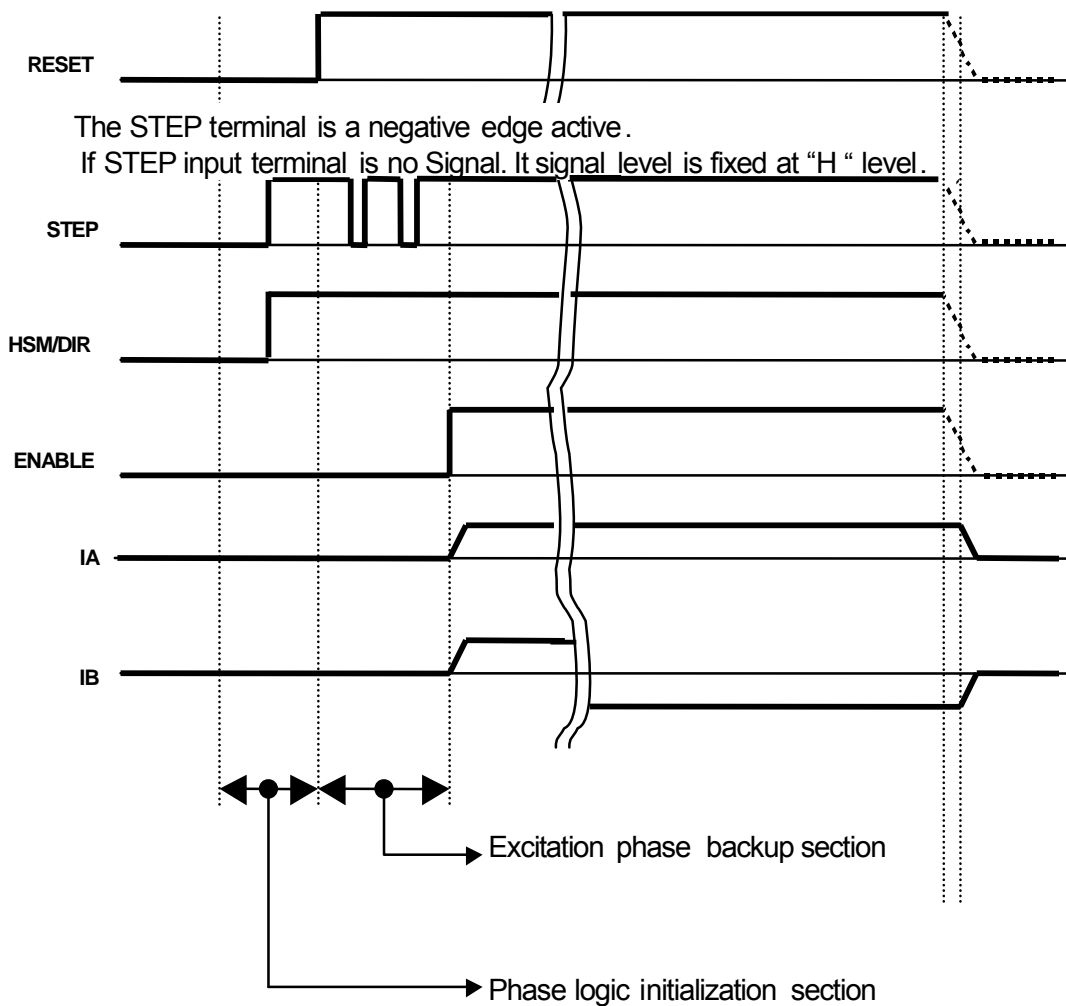 RESET
The STEP terminal is a negative edge active.
If STEP input terminal is no Signal. It signal level is fixed at “H “ level.
STEP
HSM/DIR
ENABLE
IA
IB
Excitation phase backup section
Phase logic initialization section